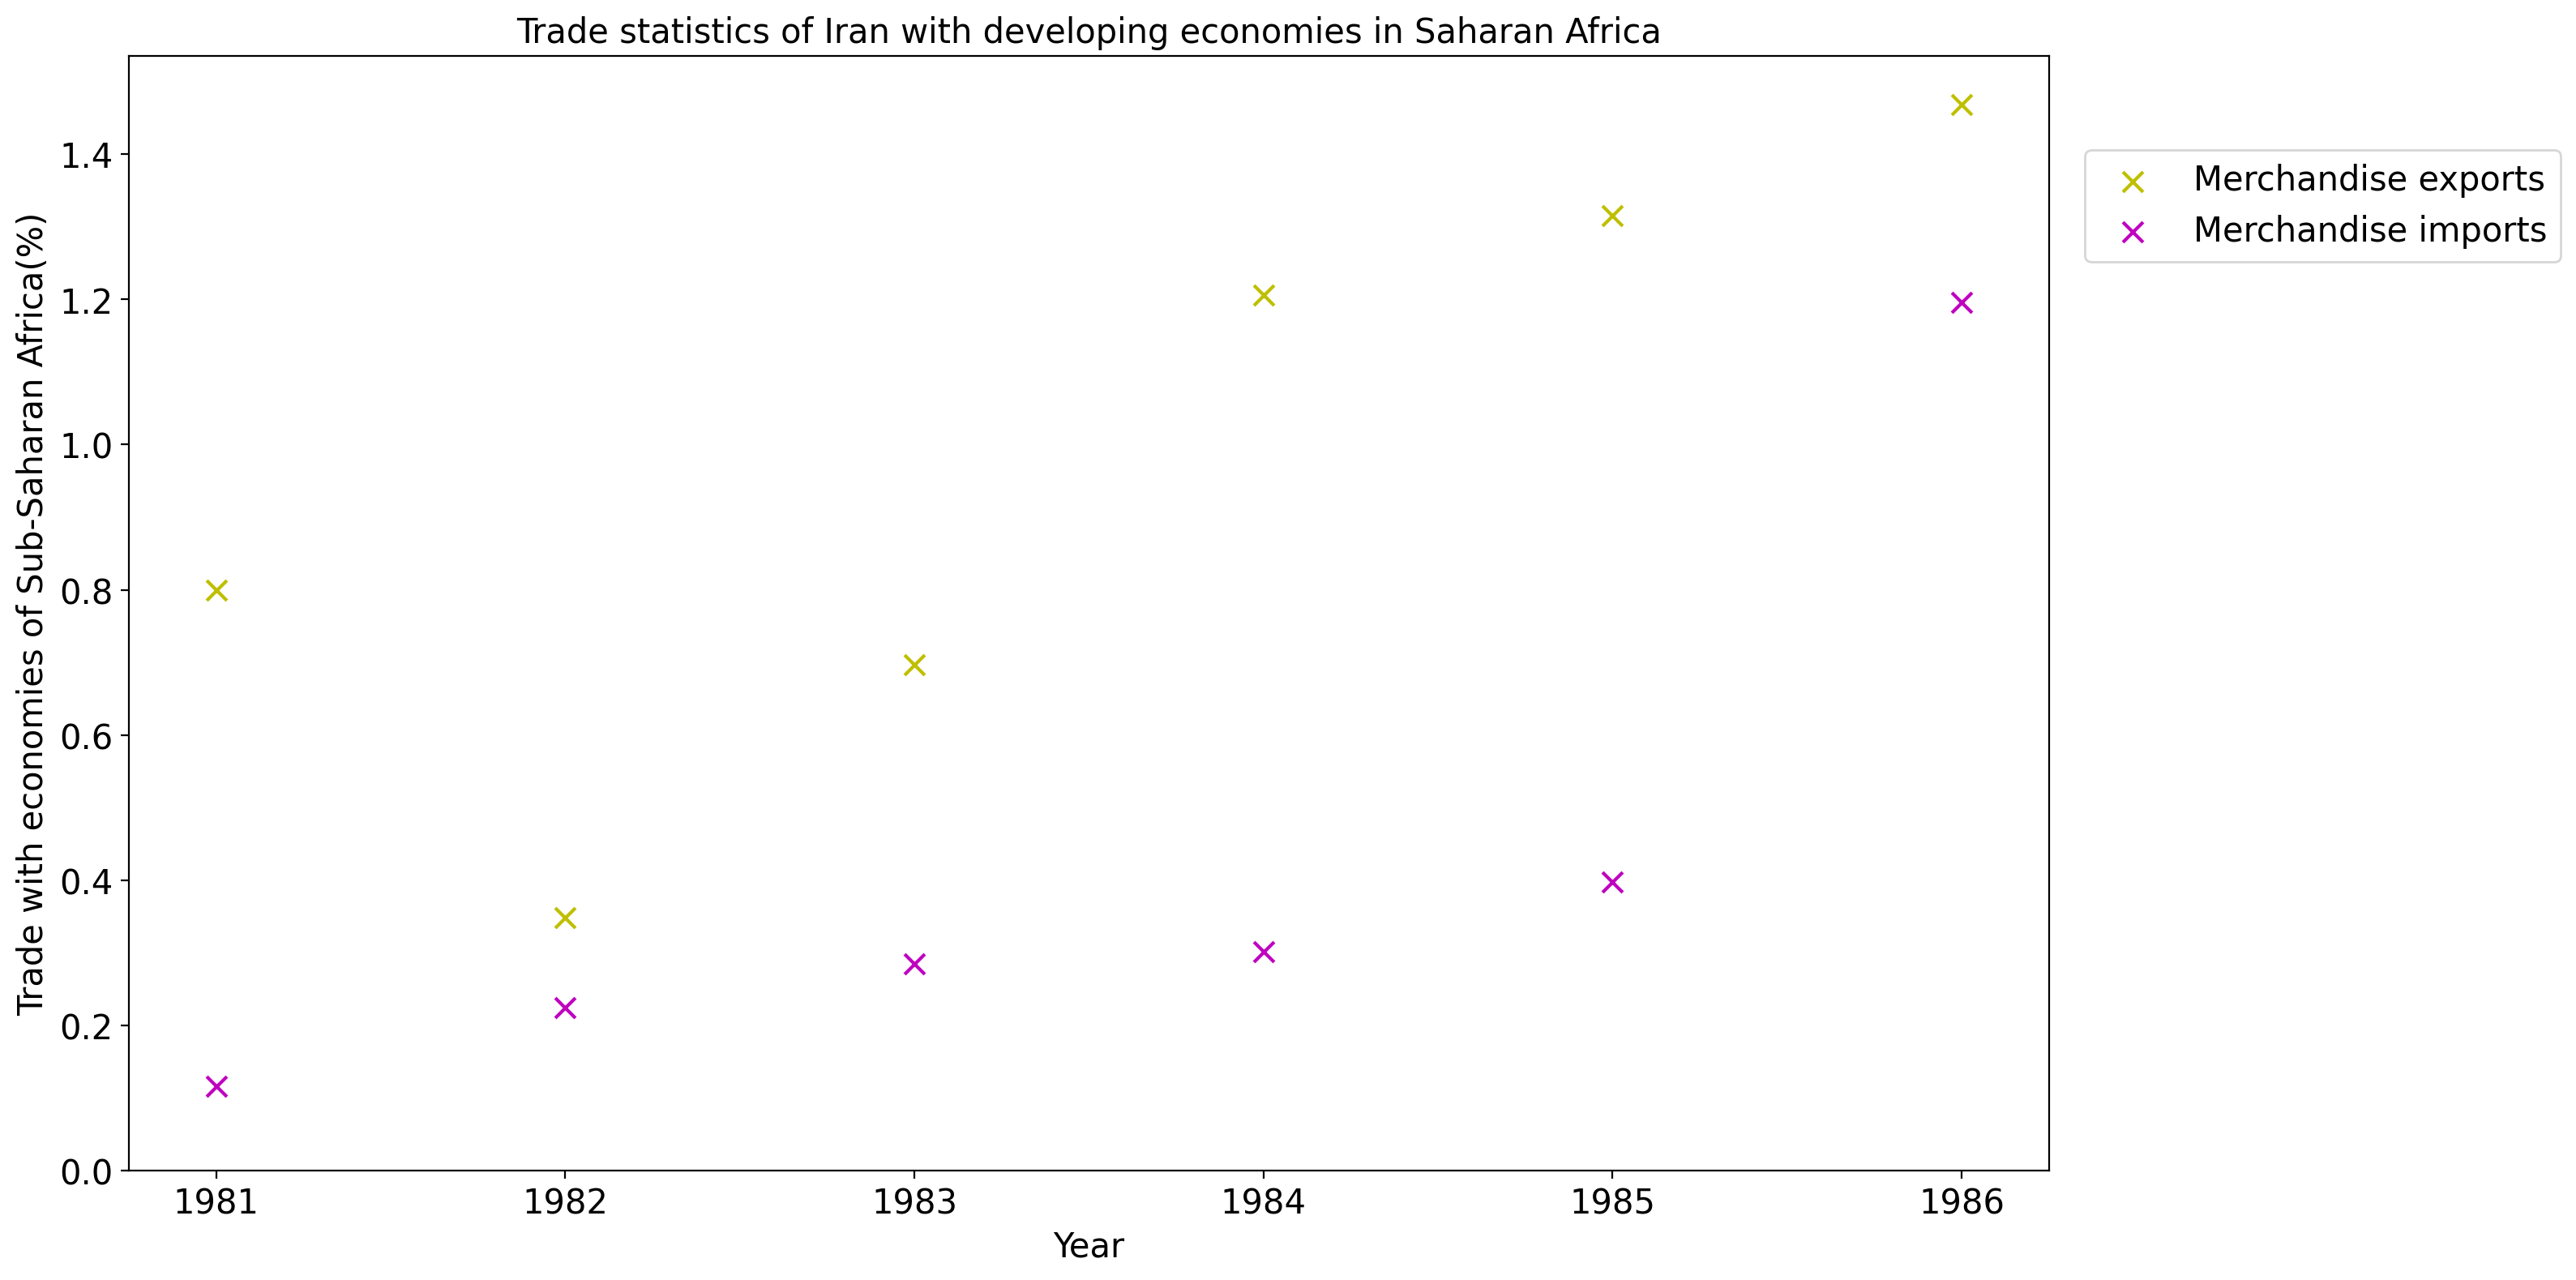 Trade statistics of Iran with developing economies in Saharan Africa
Trade with economies of Sub-Saharan Africa(%)
1.4
1.2
1.0
0.8
0.6
0.4
0.2
0.0
1981
1982
1983
1984
1985
1986
Year
Merchandise exports
Merchandise imports